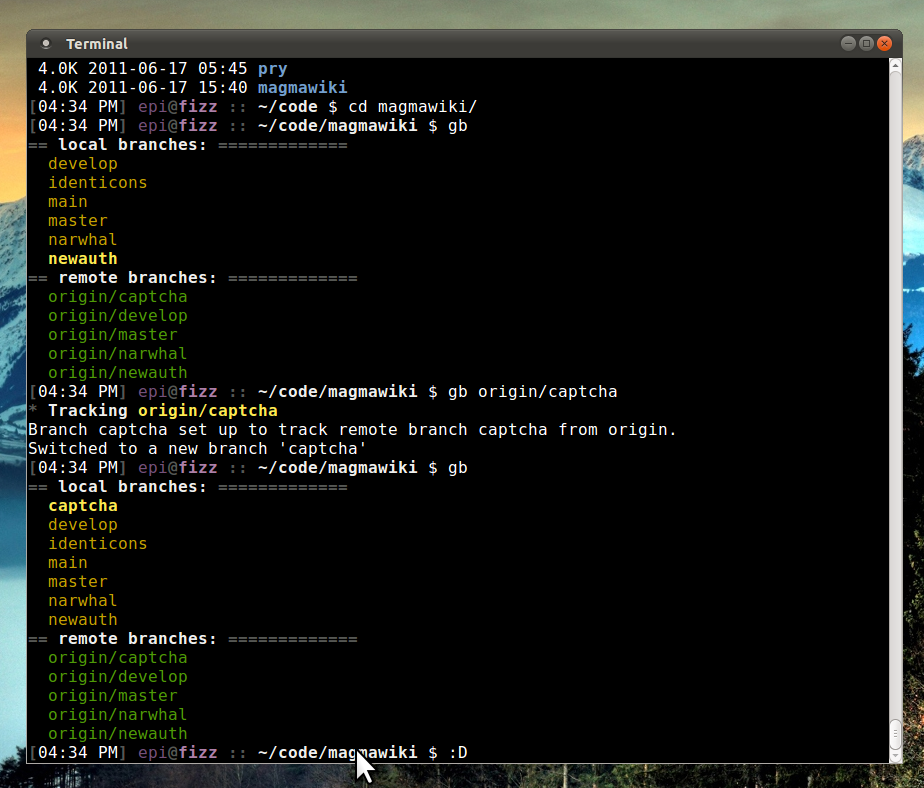 Terminal
4.0K 2011-06-17 05:45 pry
4.0K 2011-06-17 15:40 magmawiki
[04:34 PM] epi@fizz :: ~/code $ cd magmawiki/
[04:34 PM] epi@fizz :: ~/code/magmawiki $ gb
== local branches: =============
develop
identicons
main
master
narwhal
newauth
== remote branches: =============
origin/captcha
origin/develop
origin/master
origin/narwhal
origin/newauth
[04:34 PM] epi@fizz :: ~/code/magmawiki $ gb origin/captcha
* Tracking origin/captcha
Branch captcha set up to track remote branch captcha from origin.
Switched to a new branch 'captcha'
[04:34 PM] epi@fizz :: ~/code/magmawiki $ gb
== local branches: =============
captcha
develop
identicons
main
master
narwhal
newauth
== remote branches: =============
origin/captcha
origin/develop
origin/master
origin/narwhal
origin/newauth
[04:34 PM] epi@fizz :: ~/code/magmawiki $ :D